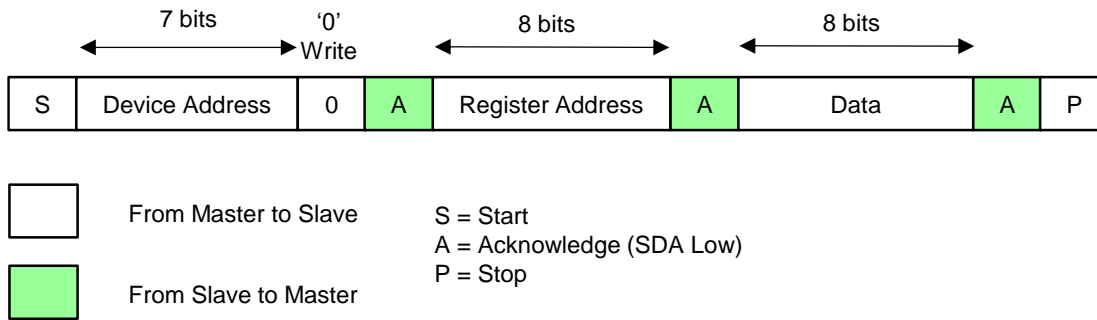 7 bits ‘0’ 8 bits 8 bits
Write
S Device Address 0 A Register Address A Data A P
From Master to Slave
S = Start
A = Acknowledge (SDA Low)
P = Stop
From Slave to Master